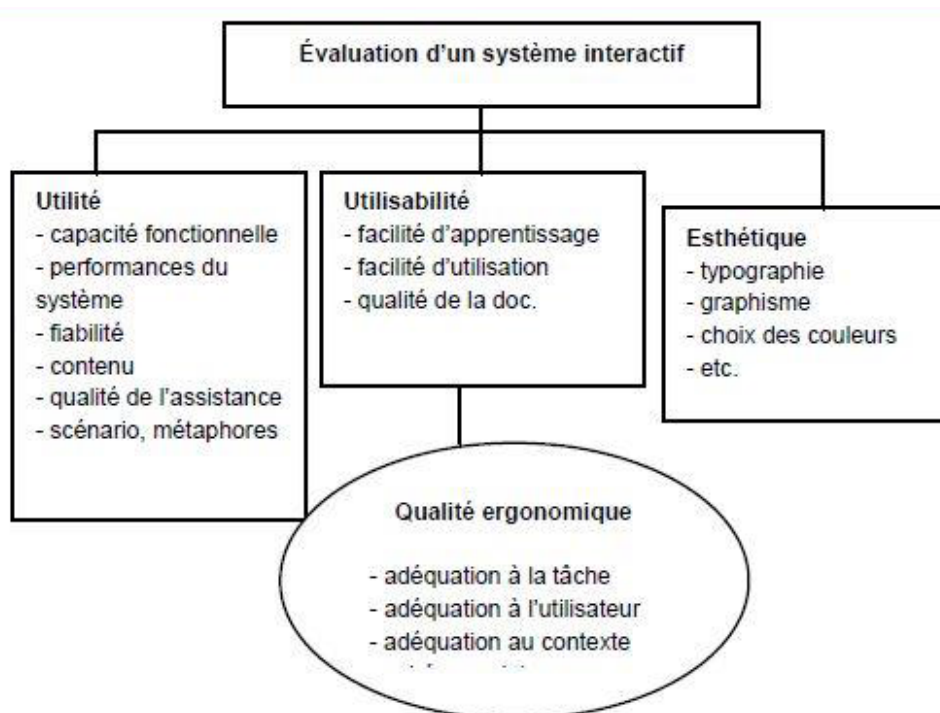 Évaluation d'un système interactif
Utilité
- capacité fonctionnelle
- performances du
système
- fiabilité
- contenu
- qualité de l'assistance
- scénario, métaphores
Utilisabilité
- facilité d'apprentissage
- facilité d'utilisation
- qualité de la doc.
Esthétique
- typographie
- graphisme
- choix des couleurs
- etc.
Qualité ergonomique
- adéquation à la tâche
- adéquation à l'utilisateur
- adéquation au contexte